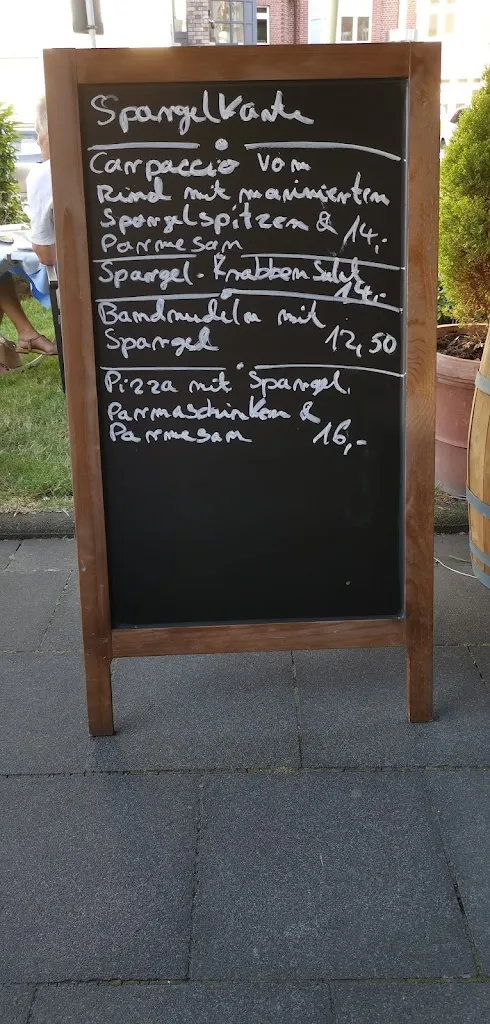 Spargelkarte
Carpaccio vom
Rind mit marinierten
Spargelspitzen & 14,-
Parmesan
Spargel-Krabben Salat
14,-
Bandnudeln mit
Spargel 12,50
Pizza mit Spargel,
Parmaschinken &
Parmesan 16,-